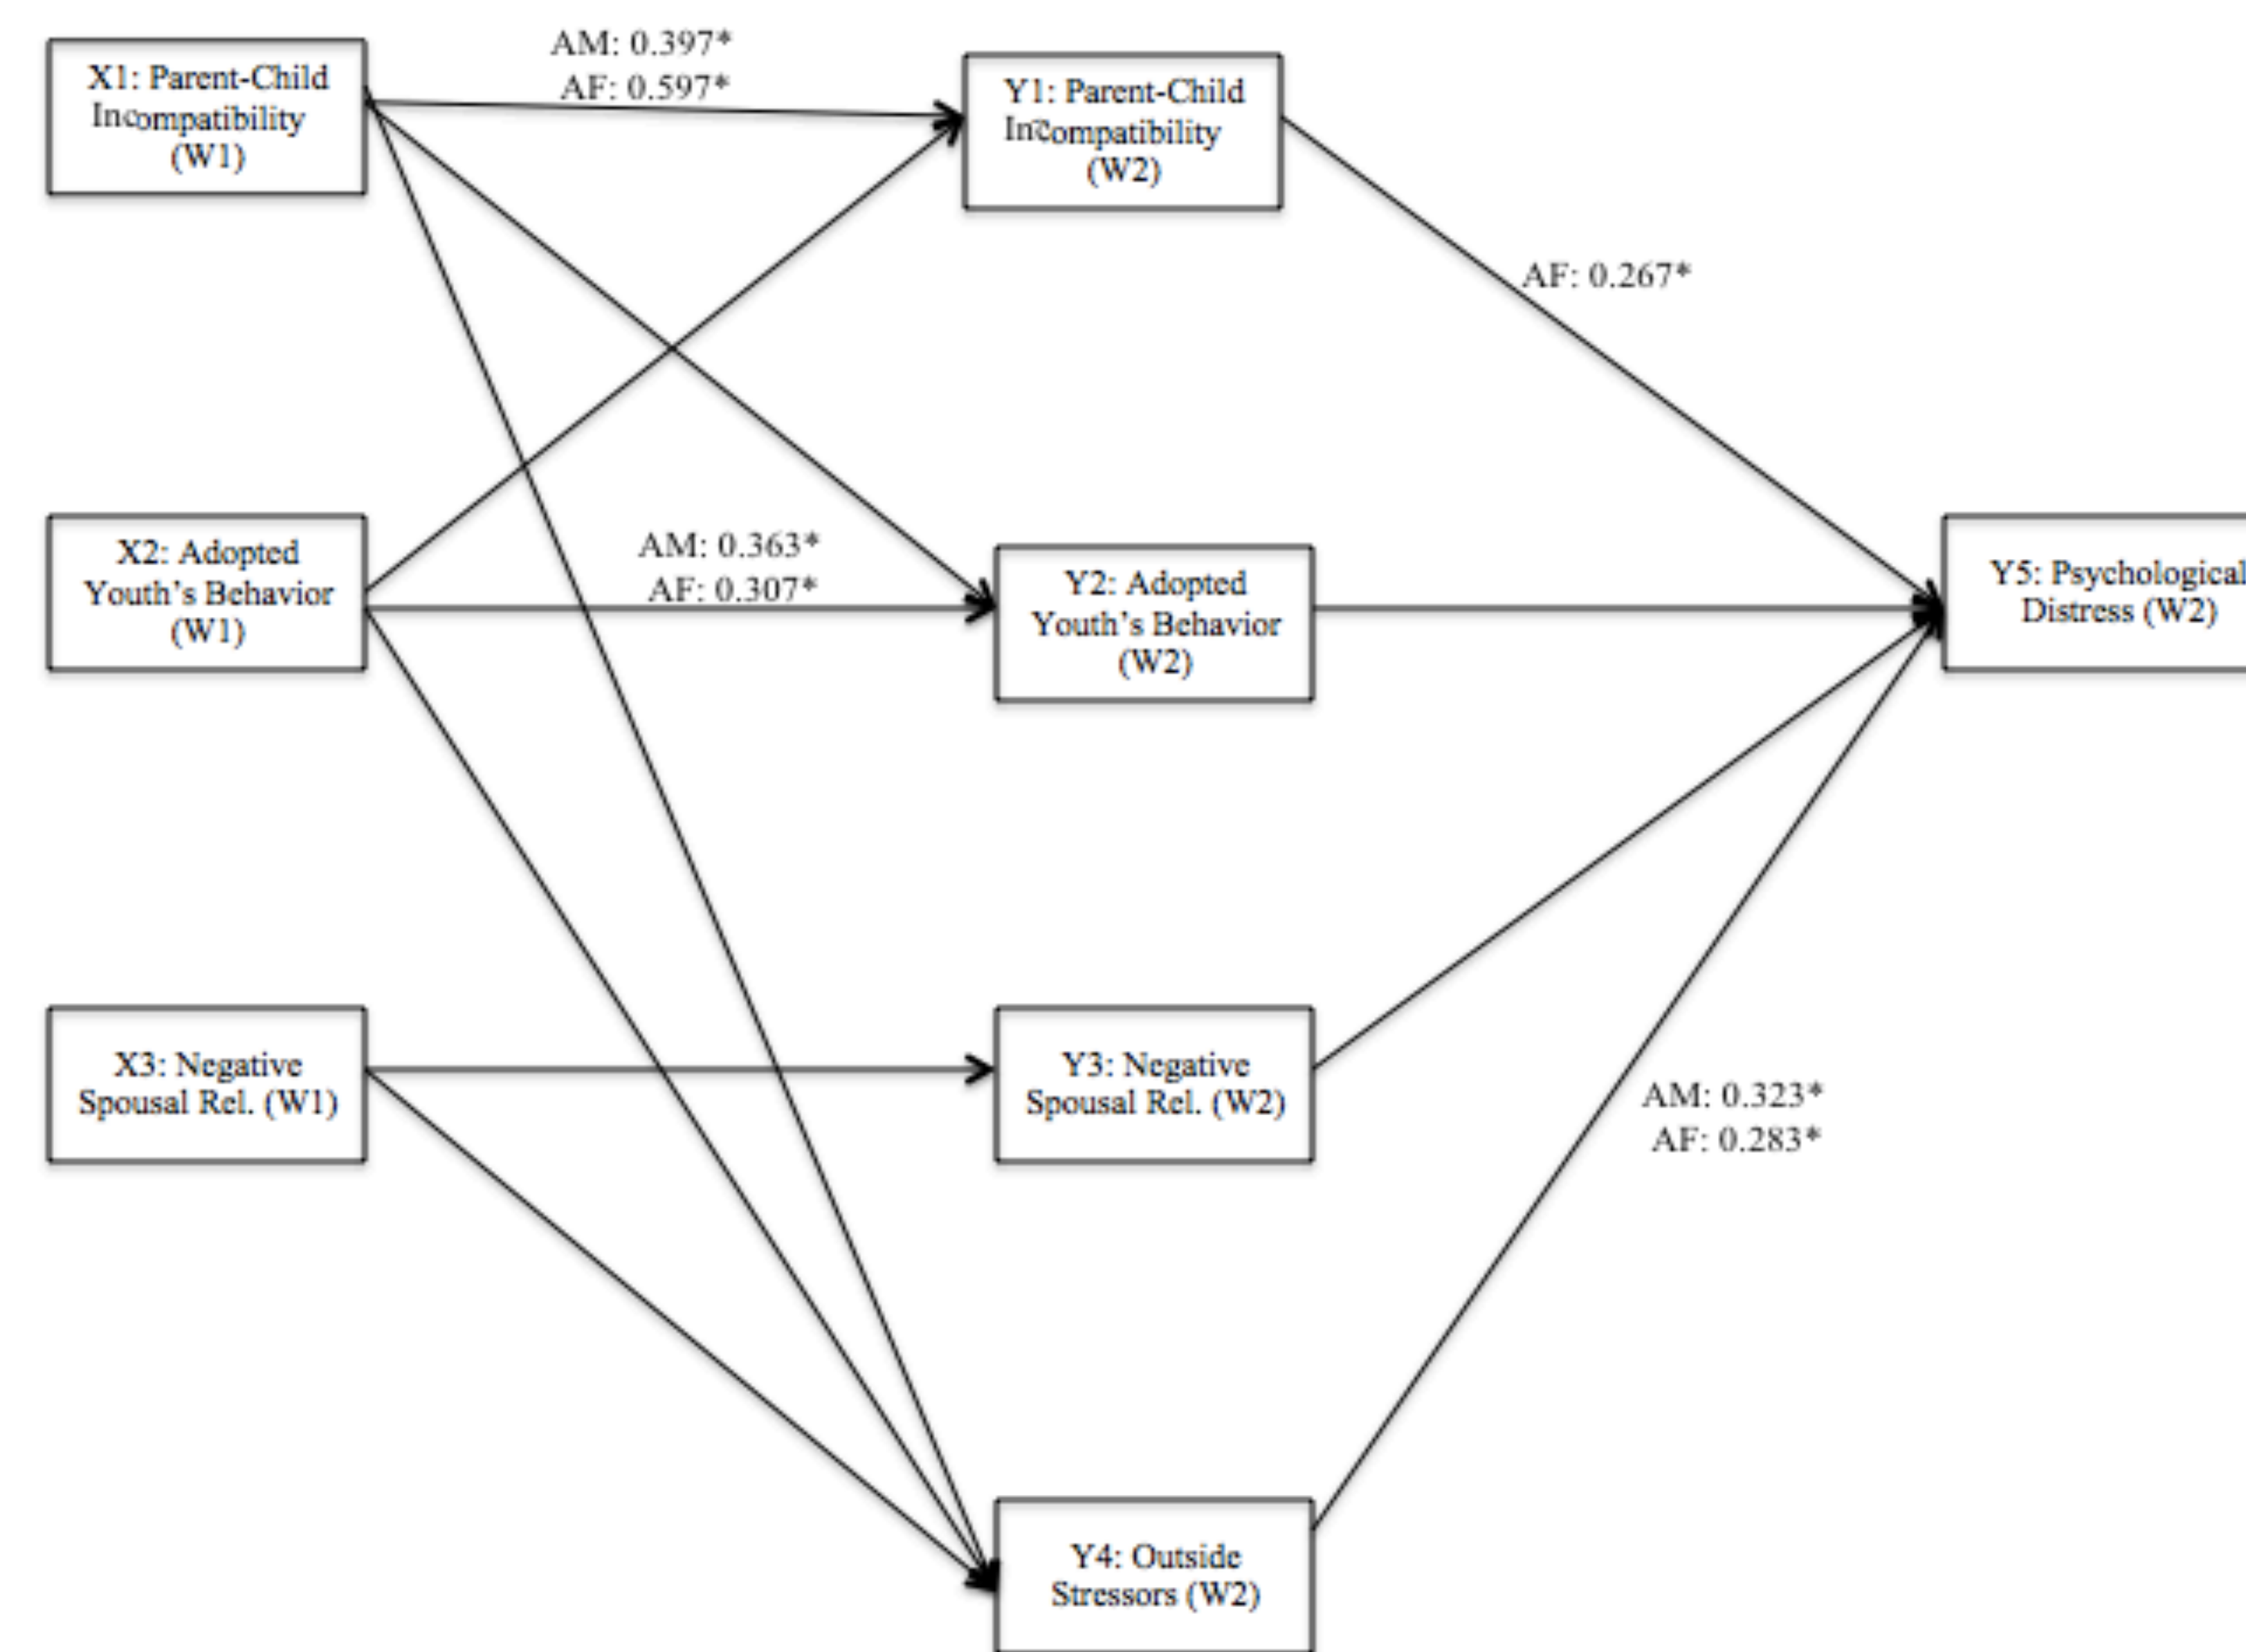 AM: 0.397*
AF: 0.597*
X1: Parent-Child
Incompatibility
(W1)
Y1: Parent-Child
Incompatibility
(W2)
AF: 0.267*
X2: Adopted
Youth's Behavior
(W1)
AM: 0.363*
AF: 0.307*
Y2: Adopted
Youth's Behavior
(W2)
Y5: Psychological
Distress (W2)
X3: Negative
Spousal Rel. (W1)
Y3: Negative
Spousal Rel. (W2)
AM: 0.323*
AF: 0.283*
Y4: Outside
Stressors (W2)